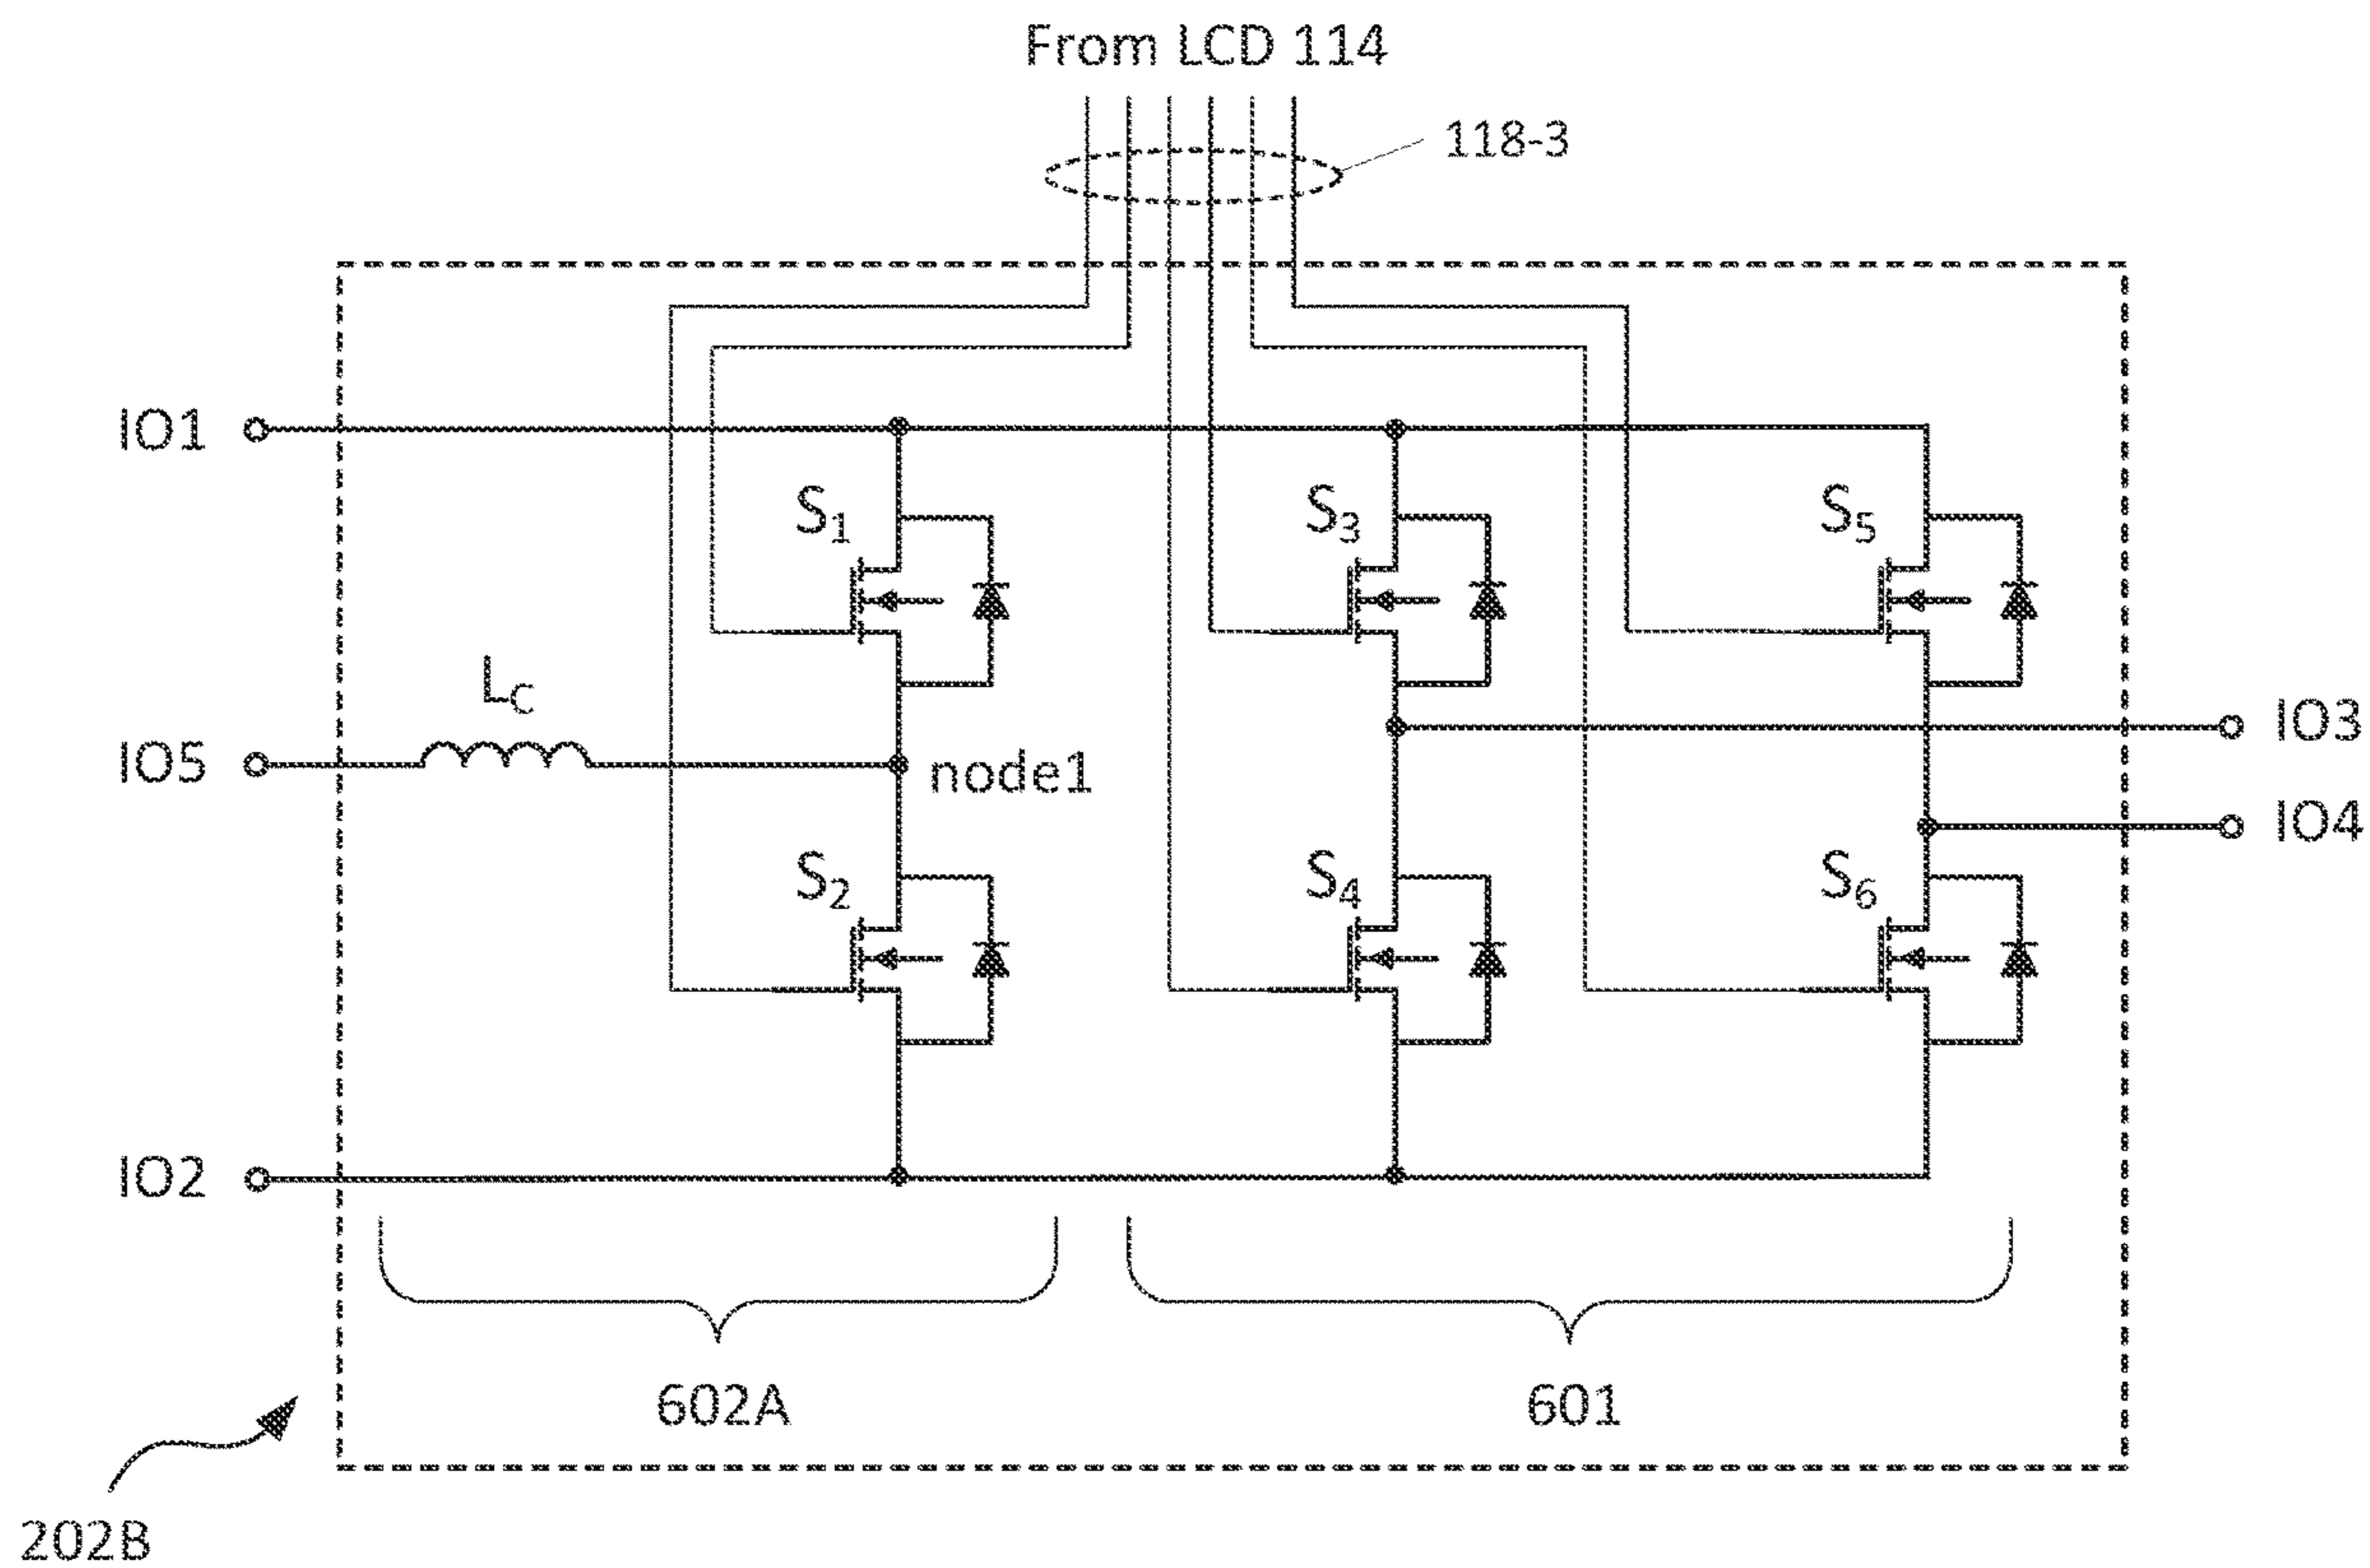 From LCD 114
118-3
IO1
S1
S3
S5
LC
IO3
IO5
node1
IO4
S2
S4
S6
IO2
602A
601
202B